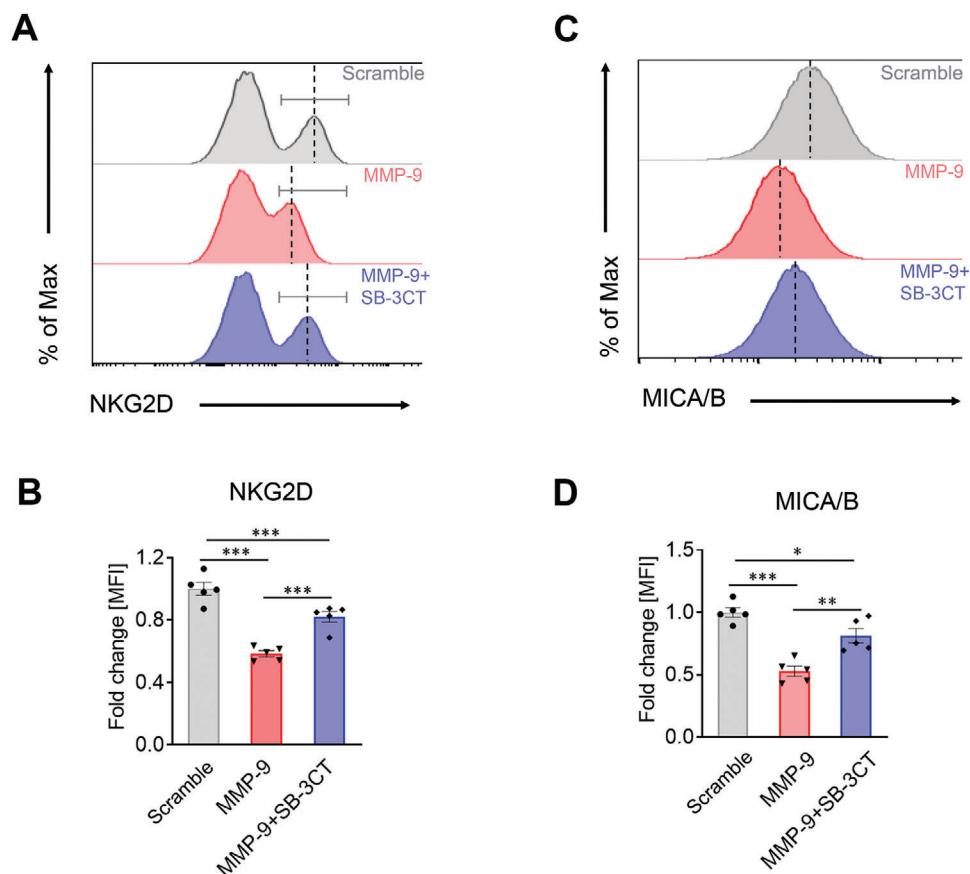 A
Scramble
MMP-9
MMP-9+
SB-3CT
% of Max
NKG2D
C
Scramble
MMP-9
MMP-9+
SB-3CT
% of Max
MICA/B
B
NKG2D
***
***
***
1.2
0.8
0.4
0.0
Fold change [MFI]
Scramble
MMP-9
MMP-9+SB-3CT
D
MICA/B
*
***
**
1.5
1.0
0.5
0.0
Fold change [MFI]
Scramble
MMP-9
MMP-9+SB-3CT